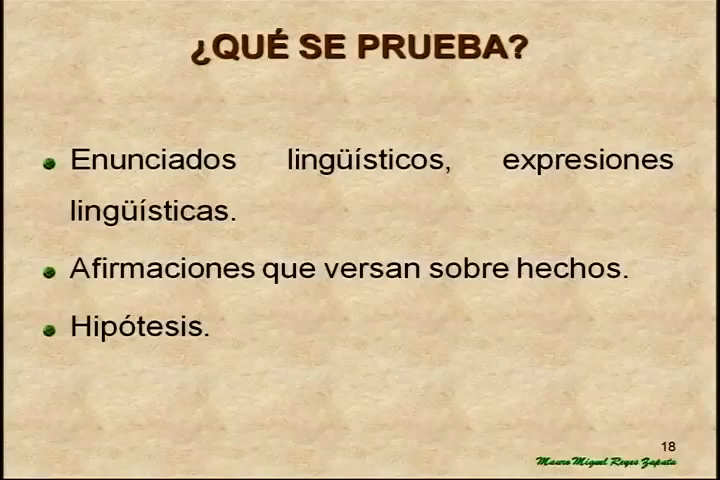 ¿QUÉ SE PRUEBA?
Enunciados lingüísticos, expresiones
lingüísticas.
Afirmaciones que versan sobre hechos.
Hipótesis.
18
Mauro Miguel Reyes Zapata